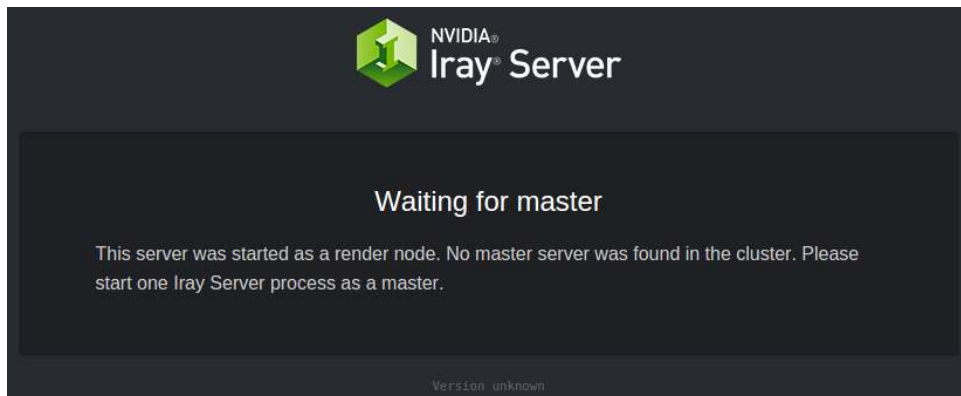 NVIDIA®
Iray® Server
Waiting for master
This server was started as a render node. No master server was found in the cluster. Please
start one Iray Server process as a master.
Version unknown